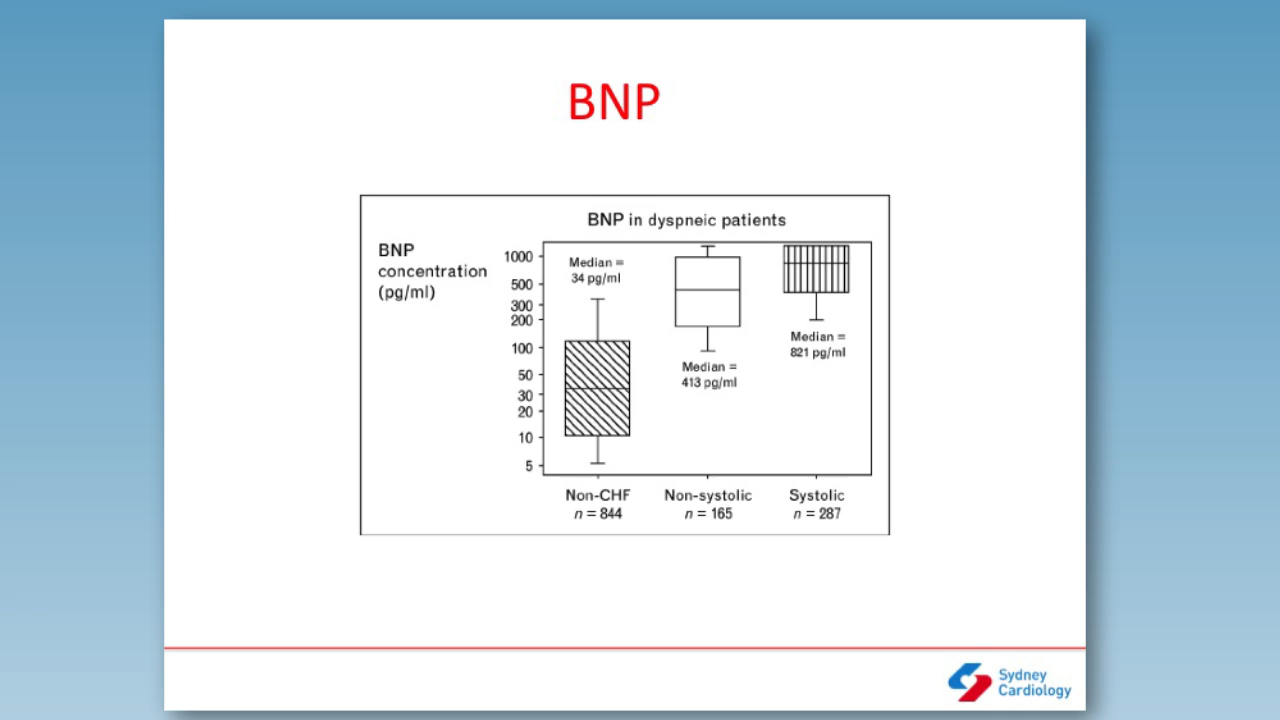 BNP
BNP in dyspneic patients
BNP
concentration
(pg/ml)
1000
500
300
200
100
50
30
20
10
5
Median =
34 pg/ml
Median =
413 pg/ml
Median =
821 pg/ml
Non-CHF
n = 844
Non-systolic
n = 165
Systolic
n = 287
Sydney
Cardiology